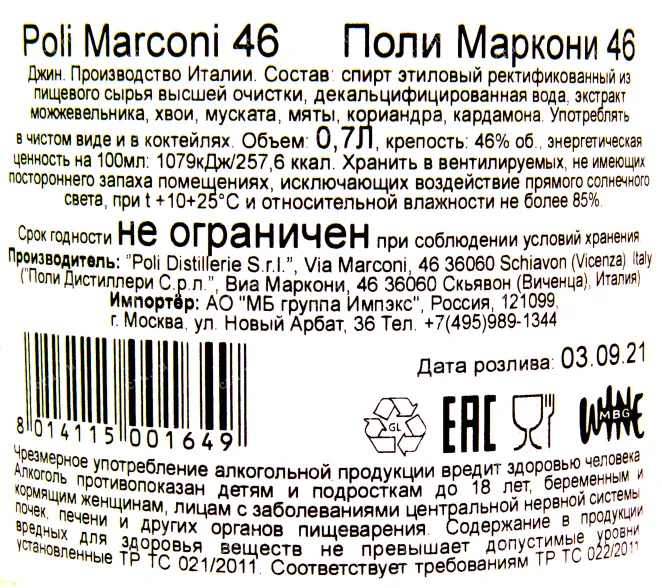 Poli Marconi 46 Поли Маркони 46
Джин. Производство Италии. Состав: спирт этиловый ректификованный из
пищевого сырья высшей очистки, декальцифицированная вода, экстракт
можжевельника, хвои, муската, мяты, кориандра, кардамона. Употреблять
в чистом виде и в коктейлях. Объем: 0,7Л, крепость: 46% об., энергетическая
ценность на 100мл: 1079кДж/257,6 ккал. Хранить в вентилируемых, не имеющих
постороннего запаха помещениях, исключающих воздействие прямого солнечного
света, при t +10+25°С и относительной влажности не более 85%.
Срок годности не ограничен при соблюдении условий хранения
Производитель: "Poli Distillerie S.r.l.", Via Marconi, 46 36060 Schiavon (Vicenza) Italy
("Поли Дистиллери С.р.л.", Виа Маркони, 46 36060 Скьявон (Виченца), Италия)
Импортёр: АО "МБ группа Импэкс", Россия, 121099,
г. Москва, ул. Новый Арбат, 36 Тел. +7(495)989-1344
Дата розлива: 03.09.21
8 014115 001649
GL EAC WINE MBG
Чрезмерное употребление алкогольной продукции вредит здоровью человека
Алкоголь противопоказан детям и подросткам до 18 лет, беременным и
кормящим женщинам, лицам с заболеваниями центральной нервной системы
почек, печени и других органов пищеварения. Содержание в продукции
вредных для здоровья веществ не превышает допустимые уровни
установленные ТР ТС 021/2011. Соответствует требованиям ТР ТС 022/2011